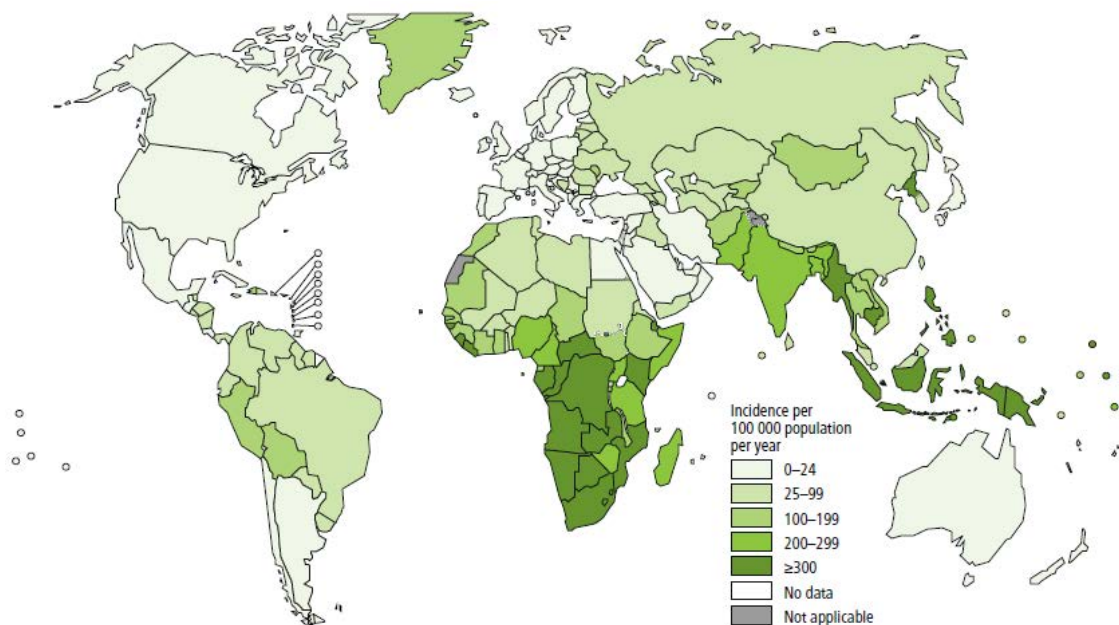 Incidence per
100 000 population
per year
0–24
25–99
100–199
200–299
≥300
No data
Not applicable